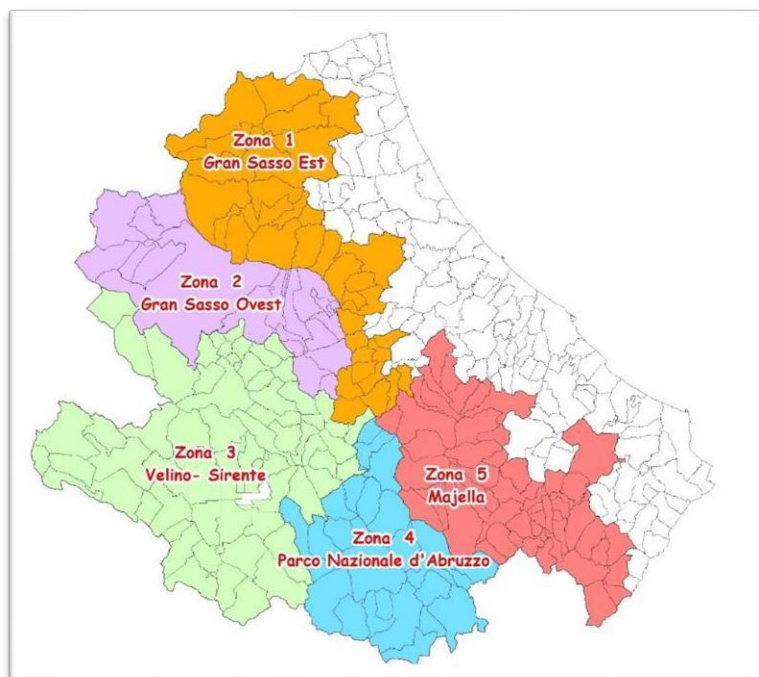 Zona 1
Gran Sasso Est
Zona 2
Gran Sasso Ovest
Zona 3
Velino- Sirente
Zona 5
Majella
Zona 4
Parco Nazionale d'Abruzzo